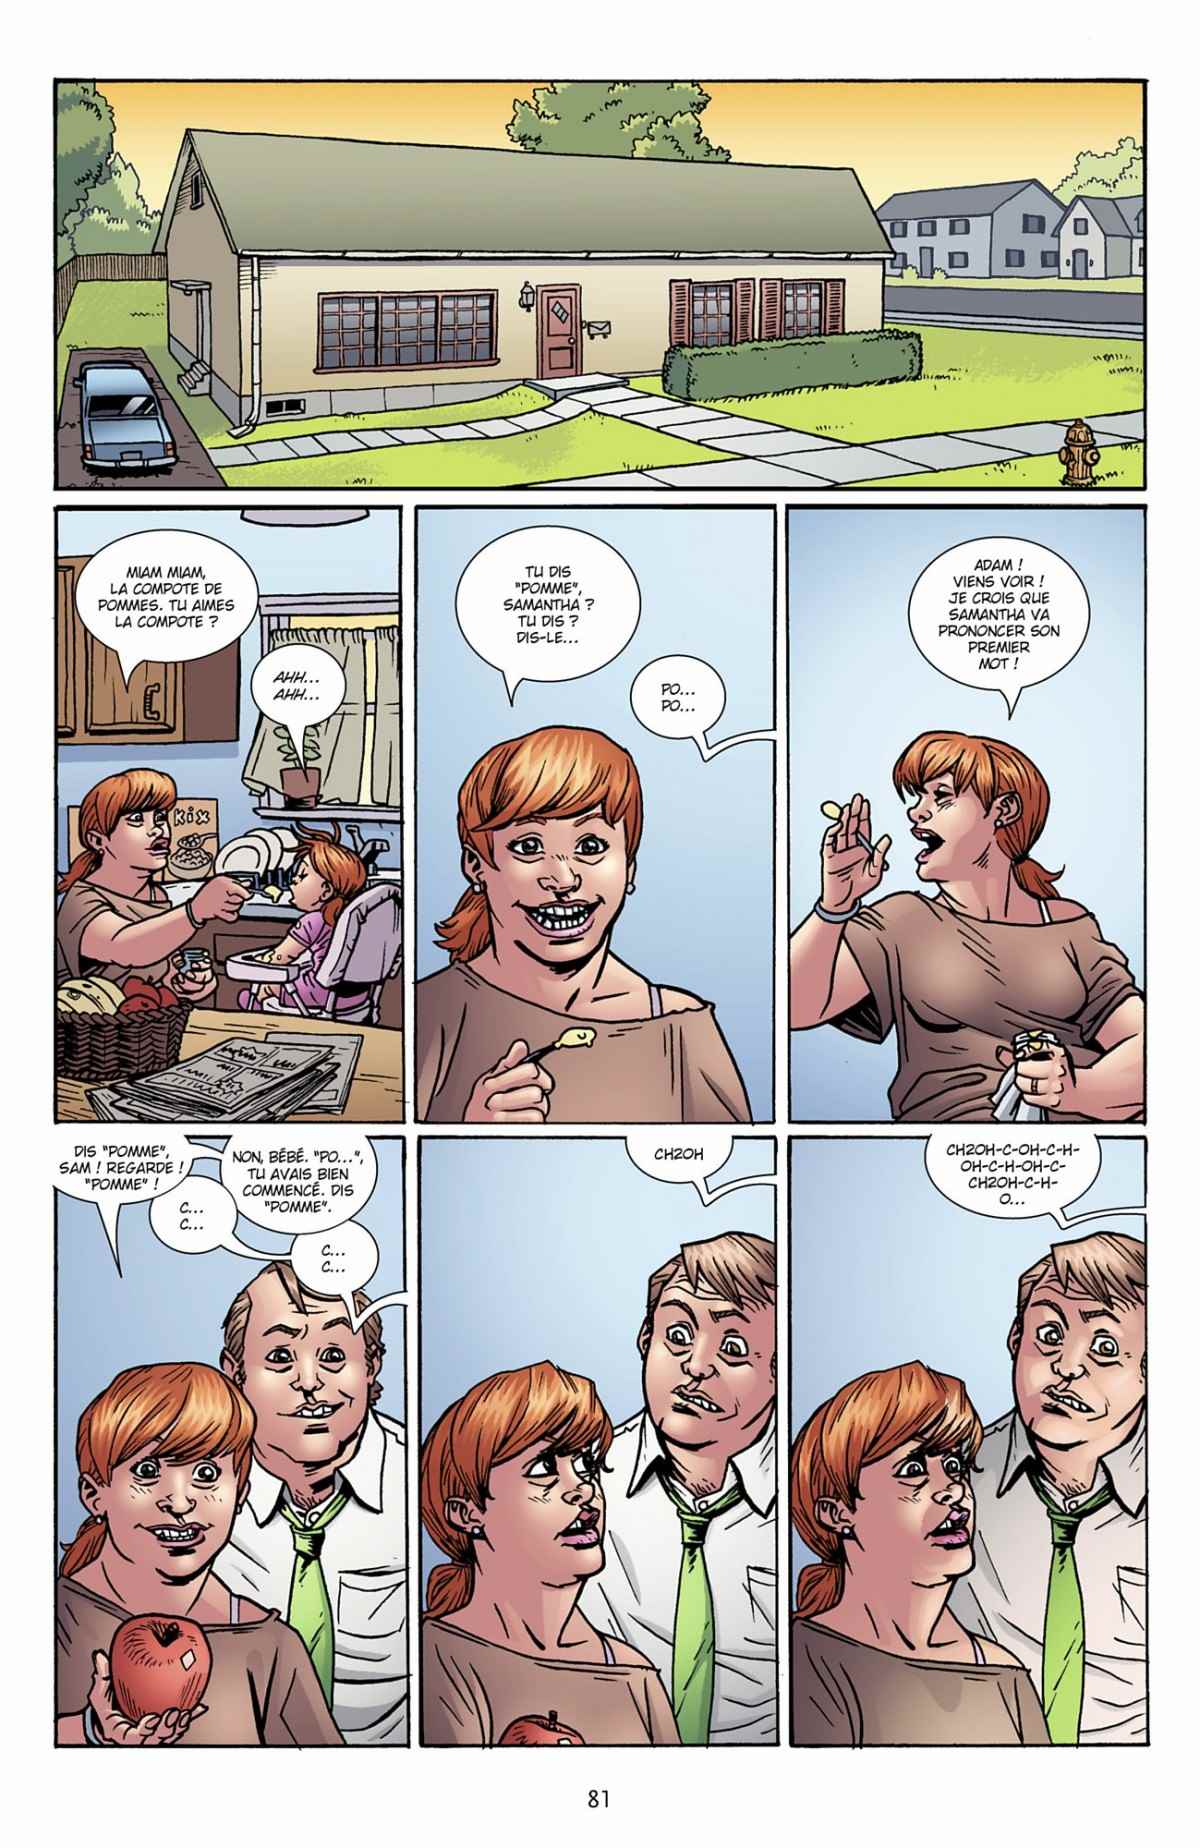 MIAM MIAM,
LA COMPOTE DE
POMMES. TU AIMES
LA COMPOTE ?
AHH...
AHH...
KIX
TU DIS
"POMME",
SAMANTHA ?
TU DIS ?
DIS-LE...
PO...
PO...
ADAM !
VIENS VOIR !
JE CROIS QUE
SAMANTHA VA
PRONONCER SON
PREMIER
MOT !
DIS "POMME",
SAM ! REGARDE !
"POMME" !
C...
C...
NON, BÉBÉ. "PO...",
TU AVAIS BIEN
COMMENCÉ. DIS
"POMME".
C...
C...
CH2OH
CH2OH-C-OH-C-H-
OH-C-H-OH-C-
CH2OH-C-H-
O...
81